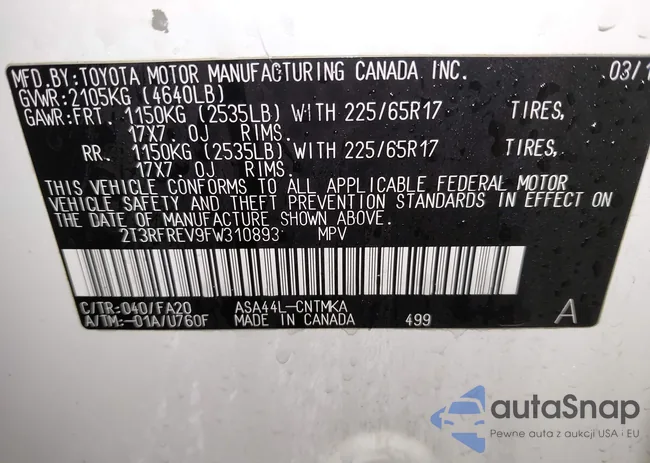 MFD.BY:TOYOTA MOTOR MANUFACTURING CANADA INC. 03/1
GVWR:2105KG (4640LB)
GAWR:FRT. 1150KG (2535LB) WITH 225/65R17 TIRES,
17X7.0J RIMS.
RR. 1150KG (2535LB) WITH 225/65R17 TIRES,
17X7.0J RIMS.
THIS VEHICLE CONFORMS TO ALL APPLICABLE FEDERAL MOTOR
VEHICLE SAFETY AND THEFT PREVENTION STANDARDS IN EFFECT ON
THE DATE OF MANUFACTURE SHOWN ABOVE.
2T3RFREV9FW310893 MPV
C/TR:040/FA20 ASA44L-CNTMKA
A/TM:-01A/U760F MADE IN CANADA 499 A
autaSnap
Pewne auta z aukcji USA i EU